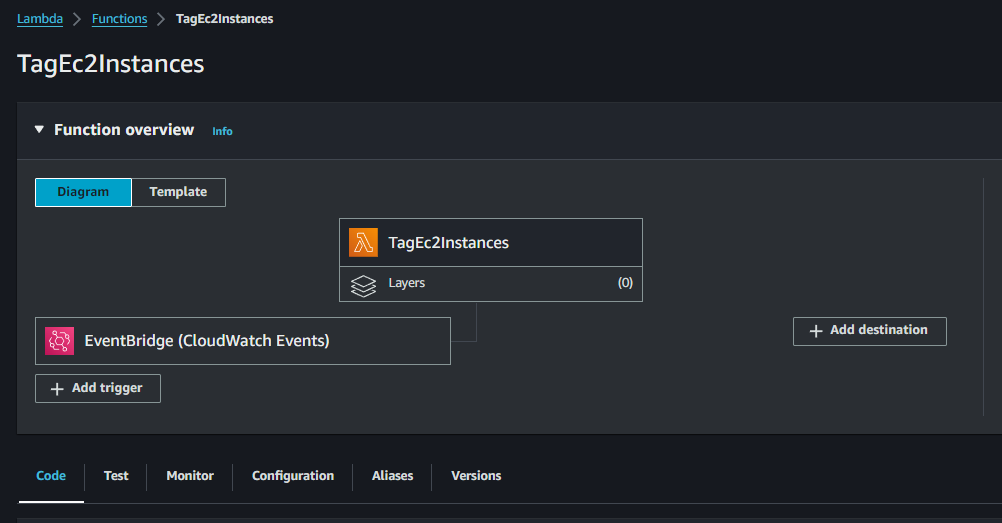 Lambda > Functions > TagEc2Instances
TagEc2Instances
Function overview Info
Diagram Template
TagEc2Instances
Layers (0)
EventBridge (CloudWatch Events)
Add destination
Add trigger
Code Test Monitor Configuration Aliases Versions